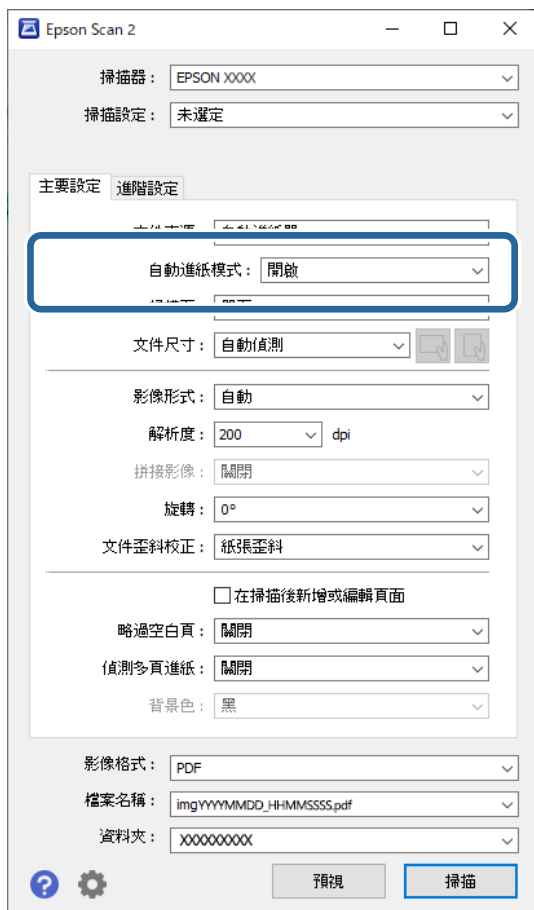 Epson Scan 2
掃描器： EPSON XXXX
掃描設定： 未選定
主要設定 進階設定
自動進紙模式： 開啟
文件尺寸： 自動偵測
影像形式： 自動
解析度： 200 dpi
拼接影像： 關閉
旋轉： 0°
文件歪斜校正： 紙張歪斜
在掃描後新增或編輯頁面
略過空白頁： 關閉
偵測多頁進紙： 關閉
背景色： 黑
影像格式： PDF
檔案名稱： imgYYYYMMDD_HHMMSSSS.pdf
資料夾： XXXXXXXXX
?
預視 掃描